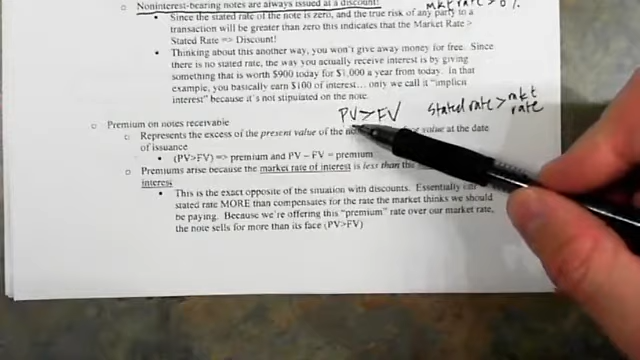 Noninterest-bearing notes are always issued at a discount! mkt rate > 0%
Since the stated rate of the note is zero, and the true risk of any party to a
transaction will be greater than zero this indicates that the Market Rate >
Stated Rate => Discount!
Thinking about this another way, you won't give away money for free. Since
there is no stated rate, the way you actually receive interest is by giving
something that is worth $900 today for $1,000 a year from today. In that
example, you basically earn $100 of interest... only we call it "implicit
interest" because it's not stipulated on the note.
PV > FV Stated rate > mkt rate
Premium on notes receivable
Represents the excess of the present value of the value at the date
of issuance
(PV>FV) => premium and PV – FV = premium
Premiums arise because the market rate of interest is less than the
interest
This is the exact opposite of the situation with discounts. Essentially
stated rate MORE than compensates for the rate the market thinks we should
be paying. Because we're offering this "premium" rate over our market rate,
the note sells for more than its face (PV>FV)